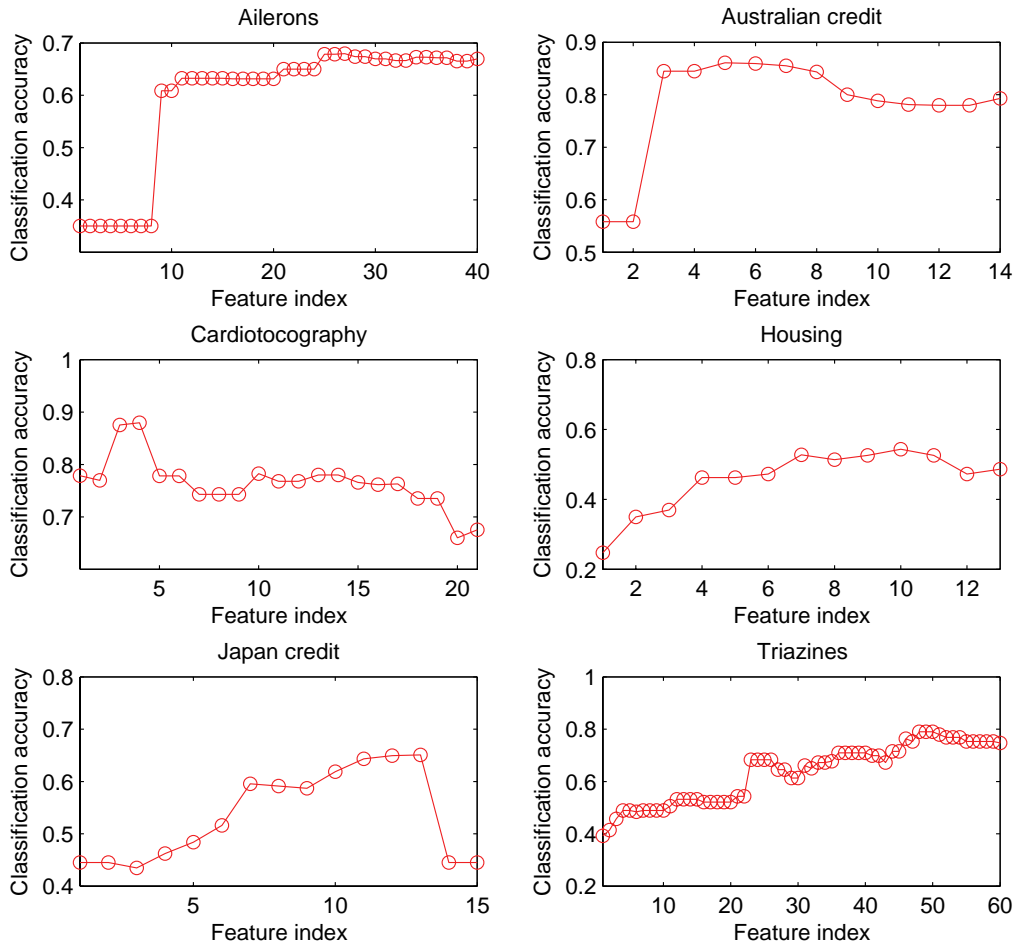 Ailerons
Classification accuracy
0.7
0.6
0.5
0.4
10 20 30 40
Feature index
Australian credit
Classification accuracy
0.9
0.8
0.7
0.6
0.5
2 4 6 8 10 12 14
Feature index
Cardiotocography
Classification accuracy
1
0.9
0.8
0.7
5 10 15 20
Feature index
Housing
Classification accuracy
0.8
0.6
0.4
0.2
2 4 6 8 10 12
Feature index
Japan credit
Classification accuracy
0.8
0.7
0.6
0.5
0.4
5 10 15
Feature index
Triazines
Classification accuracy
1
0.8
0.6
0.4
0.2
10 20 30 40 50 60
Feature index